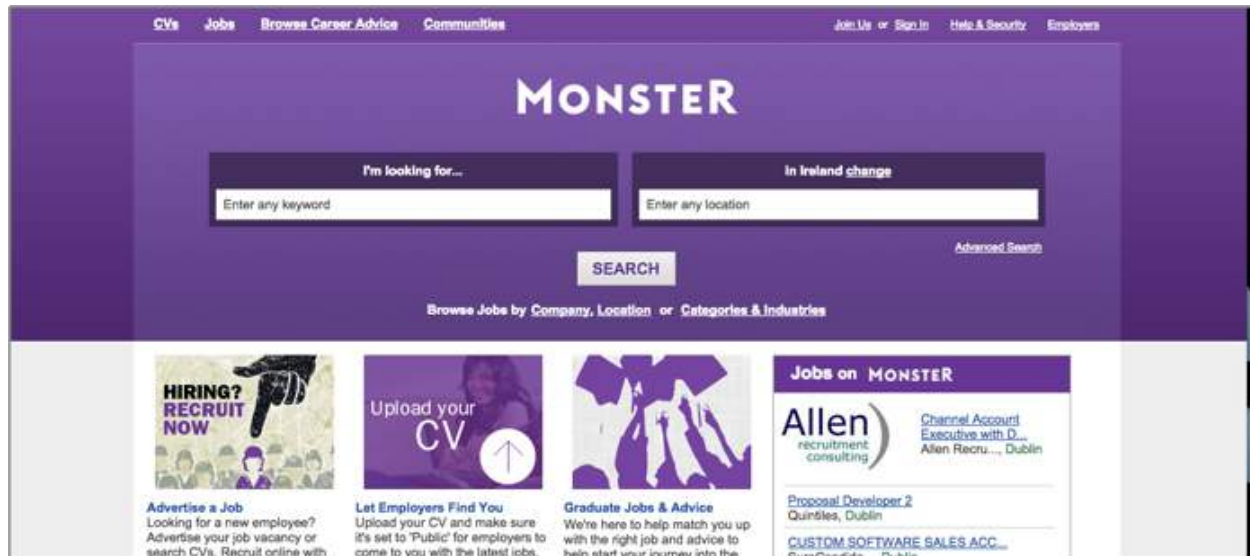 CVs Jobs Browse Career Advice Communities Join Us or Sign In Help & Security Employers
MONSTER
I'm looking for... In Ireland change
Enter any keyword Enter any location
Advanced Search
SEARCH
Browse Jobs by Company, Location or Categories & Industries
HIRING?
RECRUIT
NOW
Upload your
CV
Advertise a Job
Looking for a new employee?
Advertise your job vacancy or
search CVs. Recruit online with
Let Employers Find You
Upload your CV and make sure
it's set to 'Public' for employers to
come to you with the latest jobs.
Graduate Jobs & Advice
We're here to help match you up
with the right job and advice to
help start your journey into the
Jobs on MONSTER
Allen
recruitment
consulting
Channel Account
Executive with D...
Allen Recru..., Dublin
Proposal Developer 2
Quintiles, Dublin
CUSTOM SOFTWARE SALES ACC...
Dublin